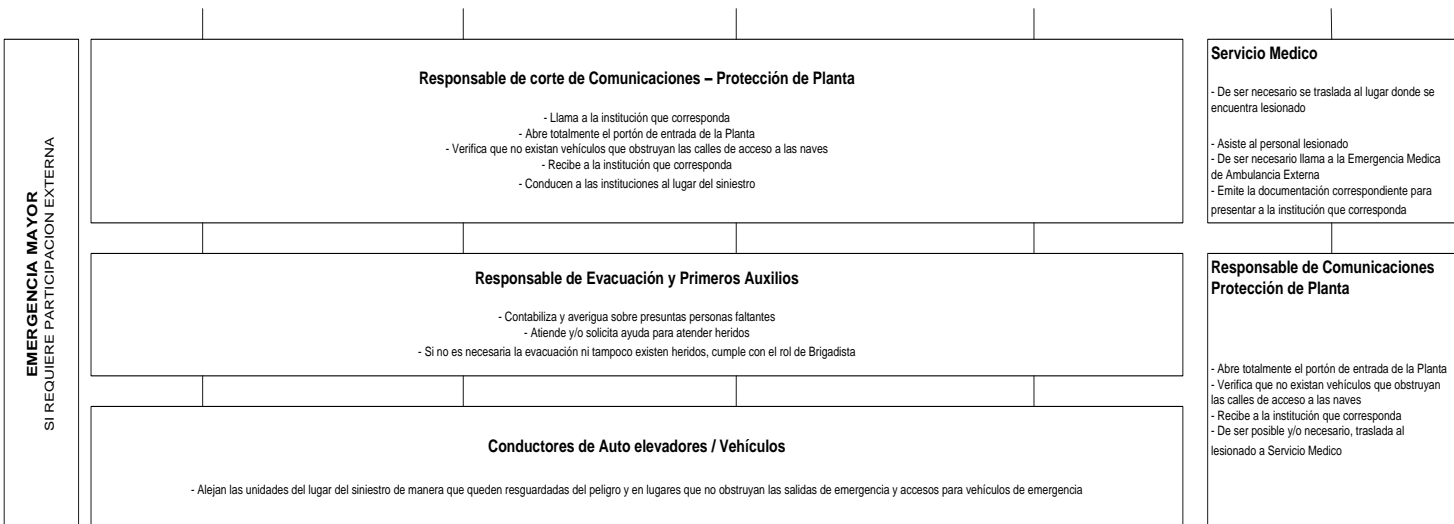 EMERGENCIA MAYOR
SI REQUIERE PARTICIPACION EXTERNA
Responsable de corte de Comunicaciones – Protección de Planta
- Llama a la institución que corresponda
- Abre totalmente el portón de entrada de la Planta
- Verifica que no existan vehículos que obstruyan las calles de acceso a las naves
- Recibe a la institución que corresponda
- Conducen a las instituciones al lugar del siniestro
Responsable de Evacuación y Primeros Auxilios
- Contabiliza y averigua sobre presuntas personas faltantes
- Atiende y/o solicita ayuda para atender heridos
- Si no es necesaria la evacuación ni tampoco existen heridos, cumple con el rol de Brigadista
Conductores de Auto elevadores / Vehículos
- Alejan las unidades del lugar del siniestro de manera que queden resguardadas del peligro y en lugares que no obstruyan las salidas de emergencia y accesos para vehículos de emergencia
Servicio Medico
- De ser necesario se traslada al lugar donde se
encuentra lesionado
- Asiste al personal lesionado
- De ser necesario llama a la Emergencia Medica
de Ambulancia Externa
- Emite la documentación correspondiente para
presentar a la institución que corresponda
Responsable de Comunicaciones
Protección de Planta
- Abre totalmente el portón de entrada de la Planta
- Verifica que no existan vehículos que obstruyan
las calles de acceso a las naves
- Recibe a la institución que corresponda
- De ser posible y/o necesario, traslada al
lesionado a Servicio Medico